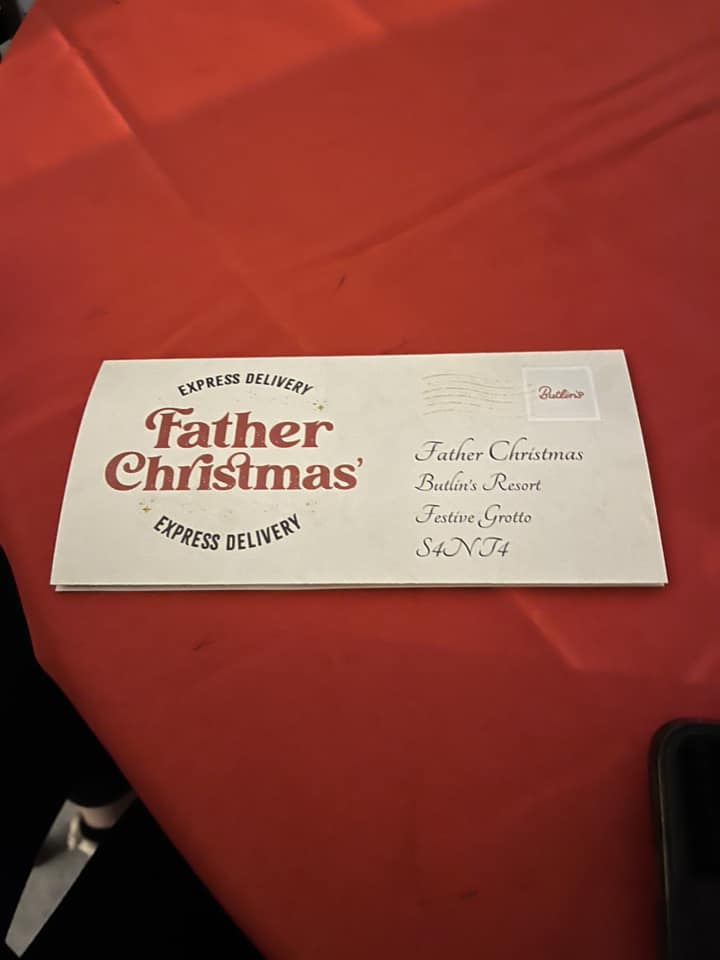 EXPRESS DELIVERY
Father
Christmas'
EXPRESS DELIVERY
Butlin's
Father Christmas
Butlin's Resort
Festive Grotto
S4NT4